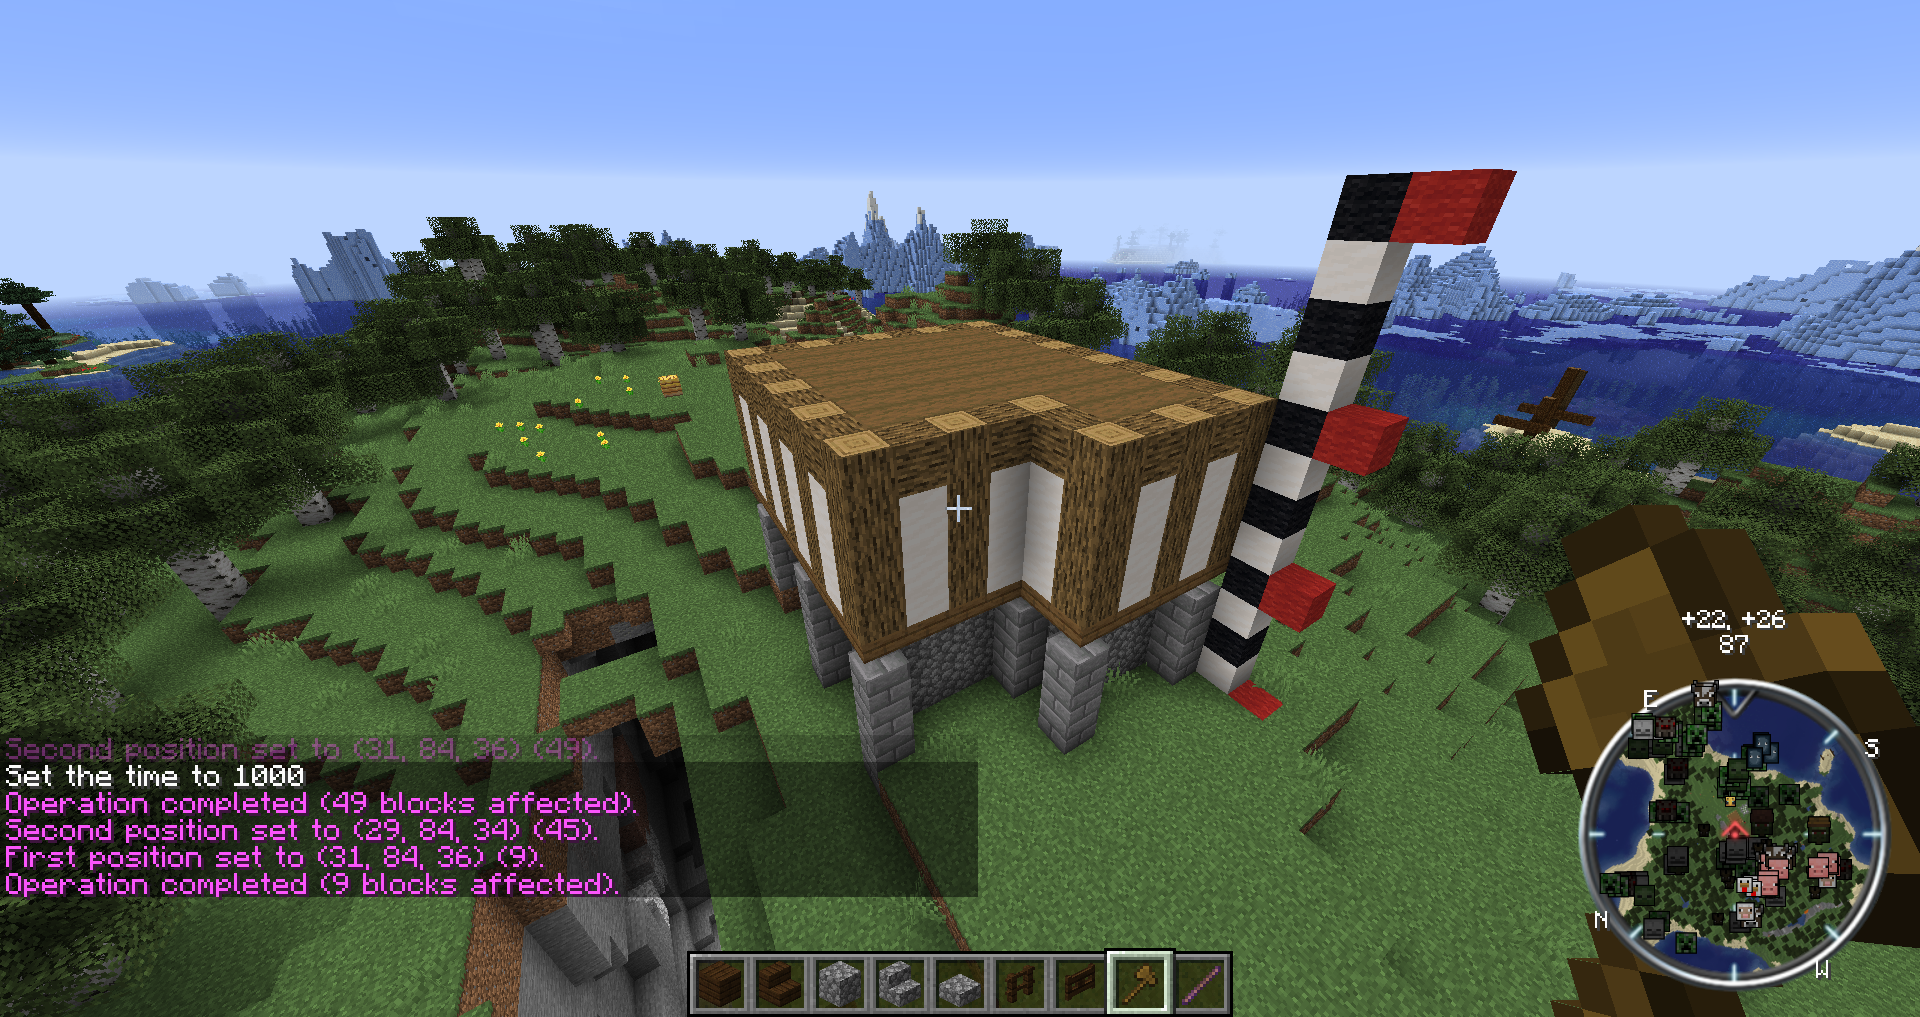 +22, +26
87
E
S
Second position set to (31, 84, 36) (49).
Set the time to 1000
Operation completed (49 blocks affected).
Second position set to (29, 84, 34) (45).
First position set to (31, 84, 36) (9).
Operation completed (9 blocks affected).
N
W